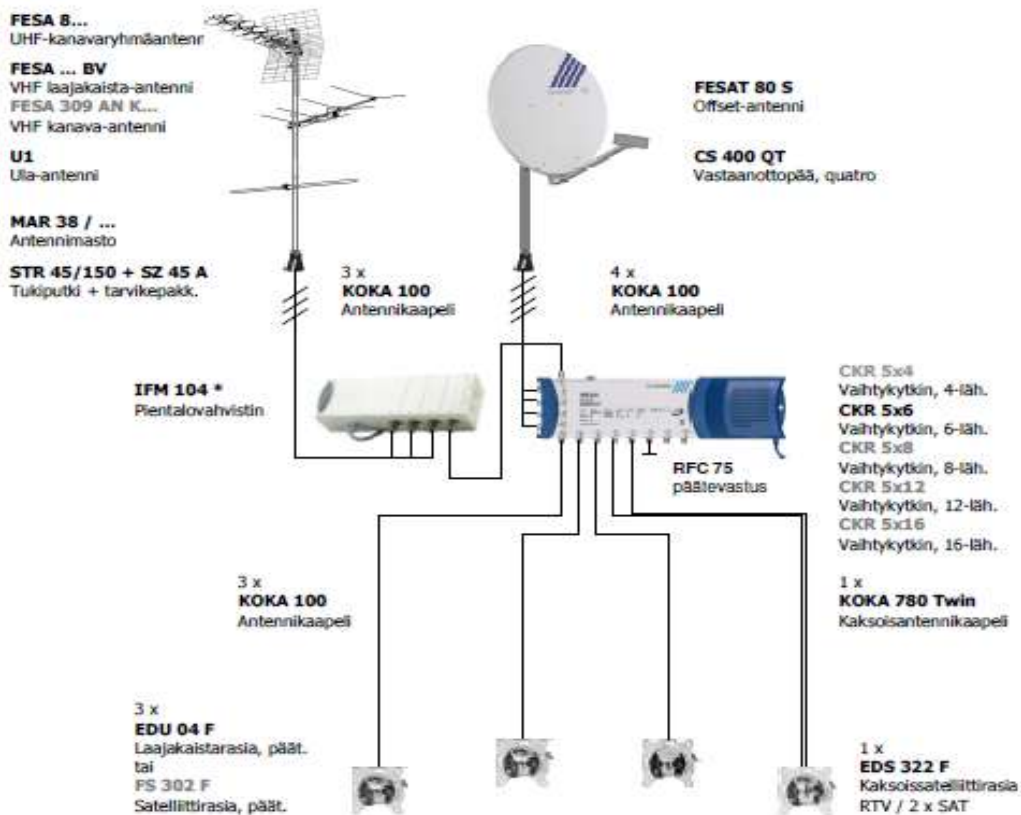 FESA 8...
UHF-kanavaryhmäantenr
FESA ... BV
VHF laajakaista-antenni
FESA 309 AN K...
VHF kanava-antenni
U1
Ula-antenni
MAR 38 / ...
Antennimasto
STR 45/150 + SZ 45 A
Tukiputki + tarvikepakk.
FESAT 80 S
Offset-antenni
CS 400 QT
Vastaanottopää, quatro
3 x
KOKA 100
Antennikaapeli
4 x
KOKA 100
Antennikaapeli
IFM 104 *
Pientalovahvistin
RFC 75
päätevastus
CKR 5x4
Vaihtykytkin, 4-läh.
CKR 5x6
Vaihtykytkin, 6-läh.
CKR 5x8
Vaihtykytkin, 8-läh.
CKR 5x12
Vaihtykytkin, 12-läh.
CKR 5x16
Vaihtykytkin, 16-läh.
3 x
KOKA 100
Antennikaapeli
1 x
KOKA 780 Twin
Kaksoisantennikaapeli
3 x
EDU 04 F
Laajakaistarasia, päät.
tai
FS 302 F
Satelliittirasia, päät.
1 x
EDS 322 F
Kaksoissatelliittirasia
RTV / 2 x SAT